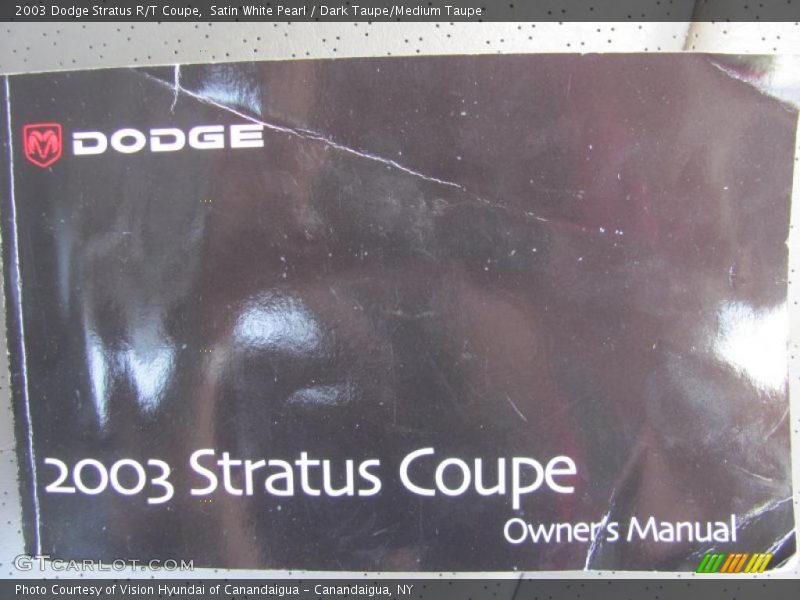 2003 Dodge Stratus R/T Coupe,  Satin White Pearl / Dark Taupe/Medium Taupe
DODGE
2003 Stratus Coupe
Owner's Manual
GTCARLOT.COM
Photo Courtesy of Vision Hyundai of Canandaigua - Canandaigua, NY